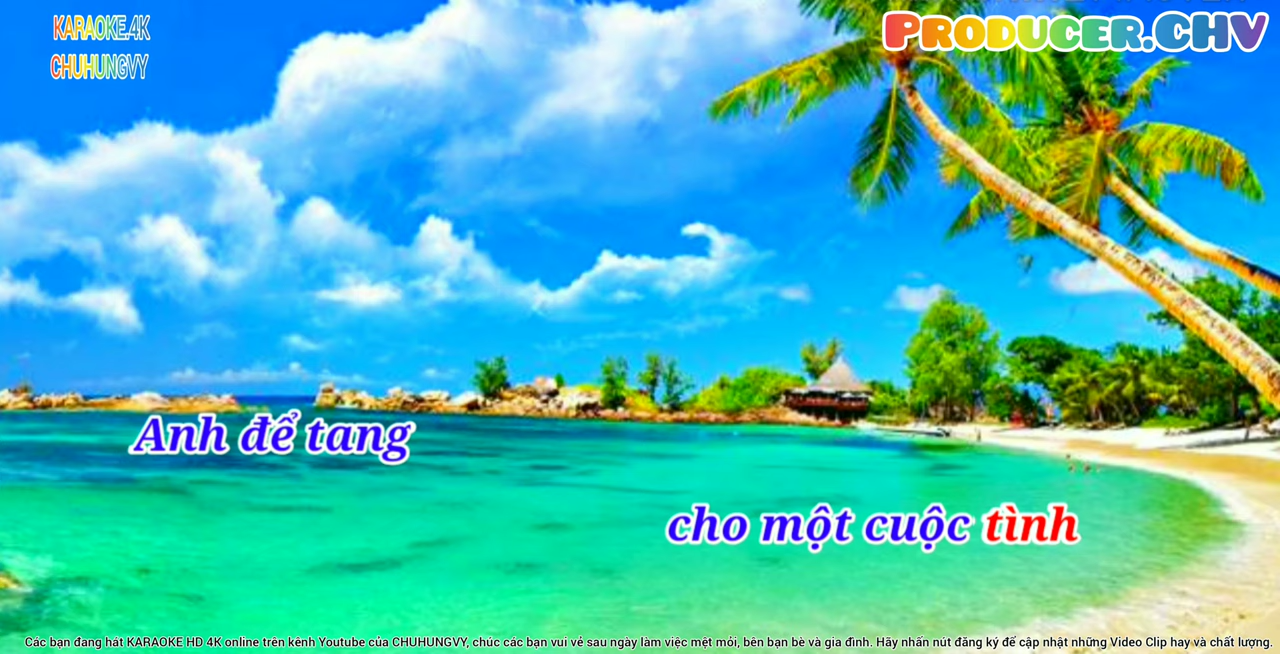 KARAOKE.4K
CHUHUNGVY
PRODUCER.CHV
Anh để tang
cho một cuộc tình
Các bạn đang hát KARAOKE HD 4K online trên kênh Youtube của CHUHUNGVY, chúc các bạn vui vẻ sau ngày làm việc mệt mỏi, bên bạn bè và gia đình. Hãy nhấn nút đăng ký để cập nhật những Video Clip hay và chất lượng.